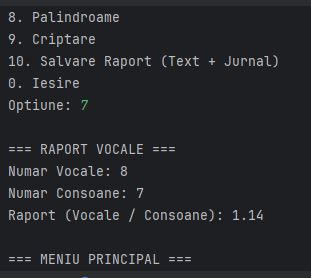 8. Palindroame
9. Criptare
10. Salvare Raport (Text + Jurnal)
0. Iesire
Optiune: 7
=== RAPORT VOCALE ===
Numar Vocale: 8
Numar Consoane: 7
Raport (Vocale / Consoane): 1.14
=== MENIU PRINCIPAL ===